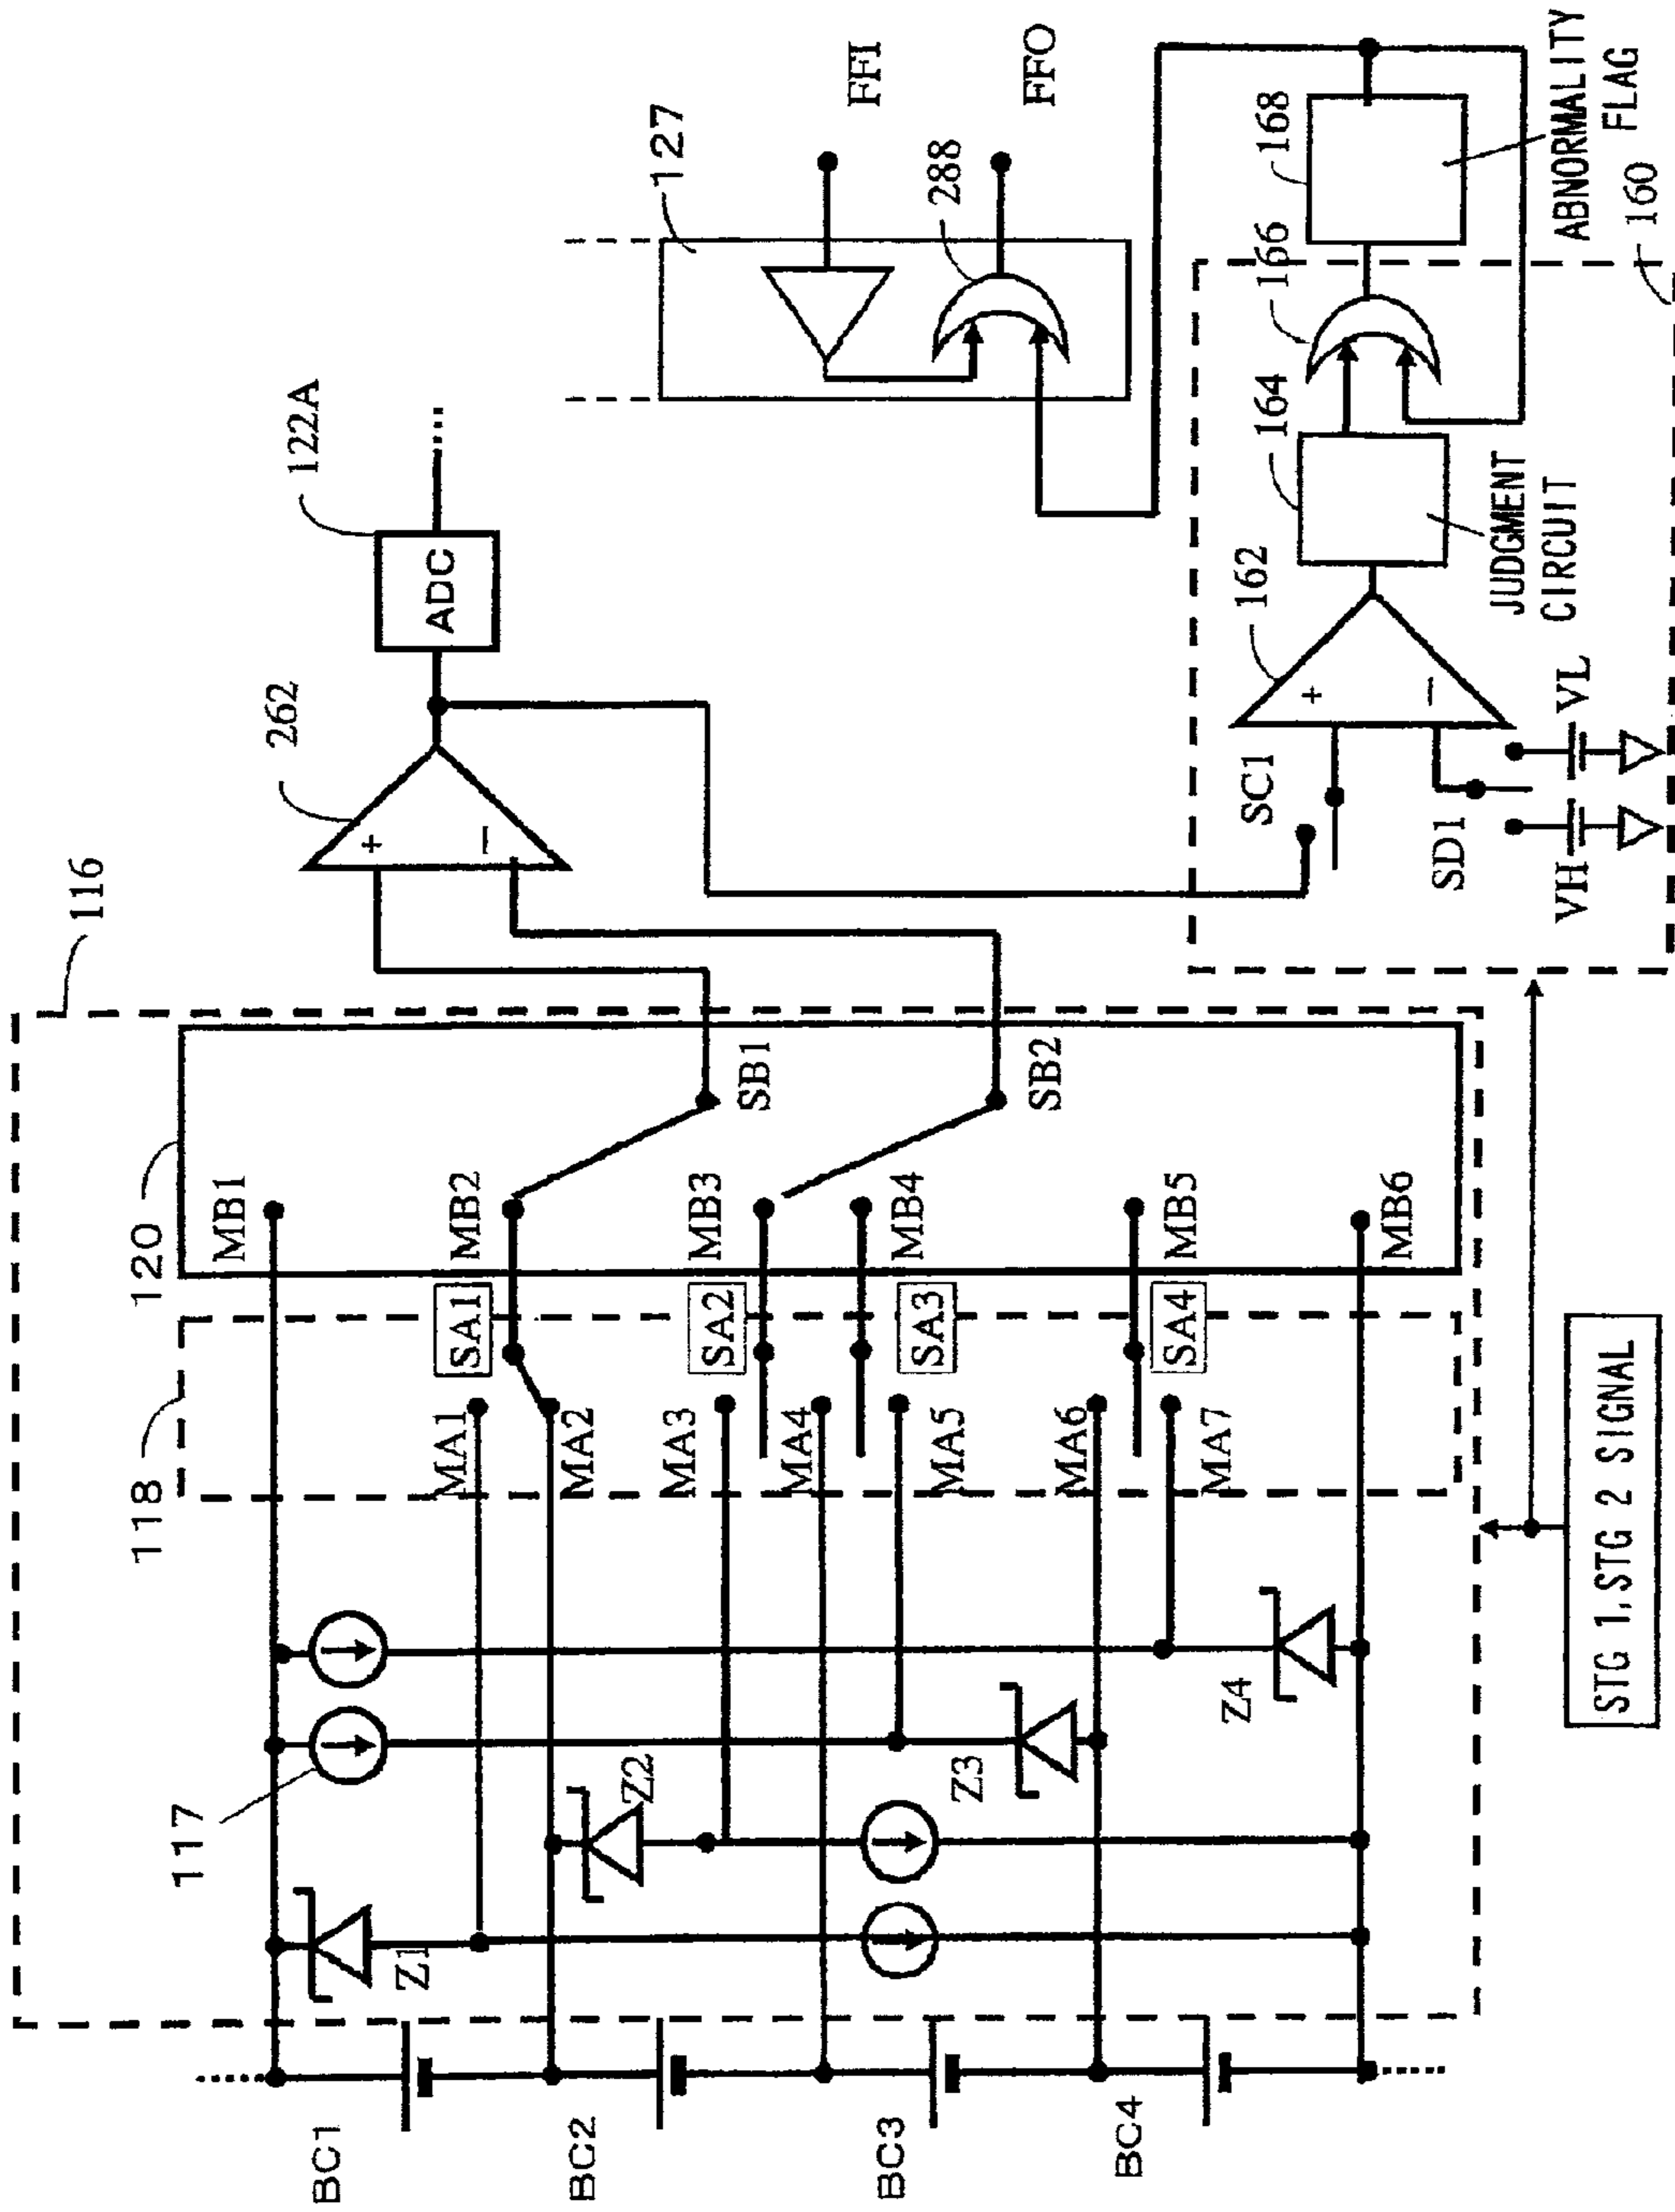 116
120
118
117
BC1
BC2
BC3
BC4
Z1
Z2
Z3
Z4
MA1
MA2
MA3
MA4
MA5
MA6
MA7
SA1
SA2
SA3
SA4
MB1
MB2
MB3
MB4
MB5
MB6
SB1
SB2
262
+
−
122A
ADC
127
FFI
288
FFO
SC1
SD1
VH
VL
162
+
−
164
JUDGMENT
CIRCUIT
166
168
ABNORMALITY
FLAG
160
STG 1, STG 2 SIGNAL